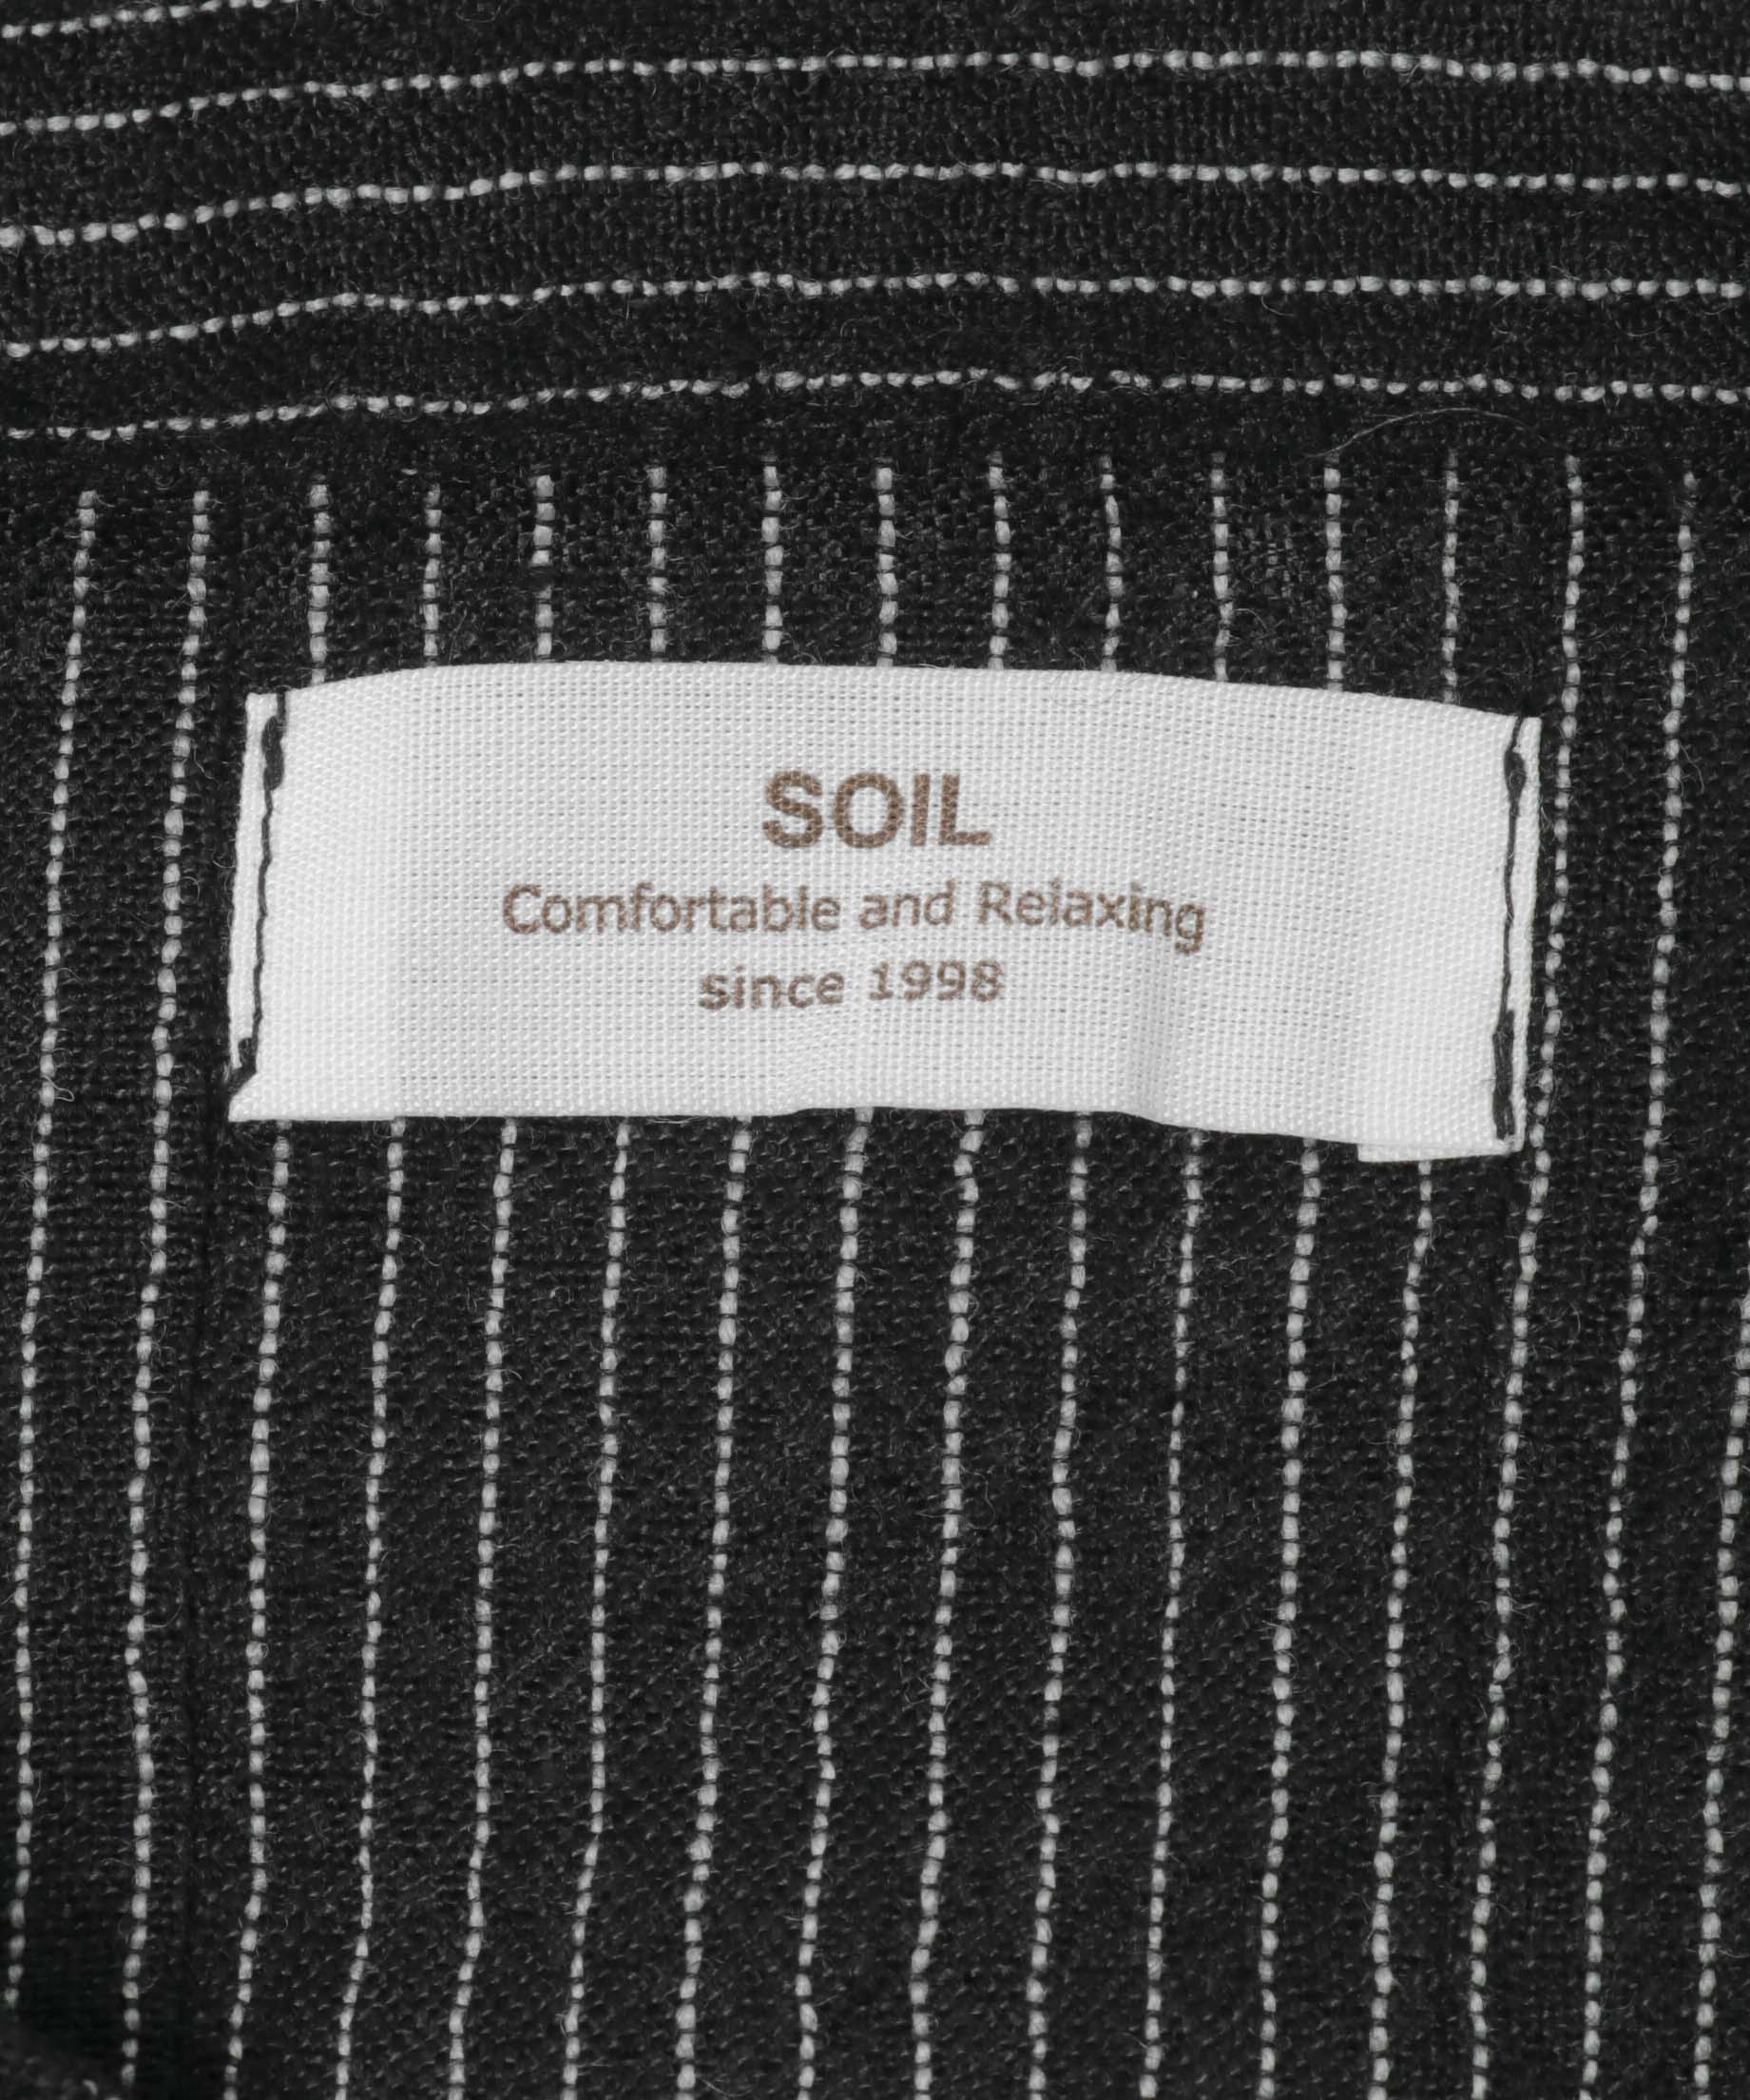 SOIL
Comfortable and Relaxing
since 1998